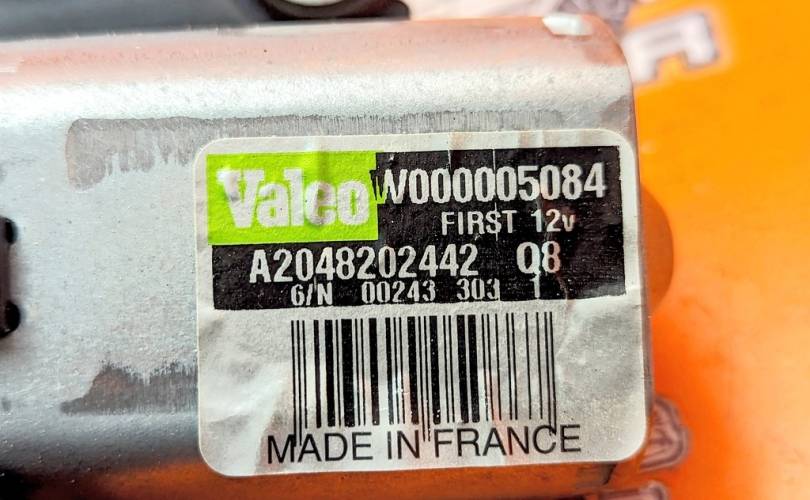 Valeo W000005084
FIRST 12v
A2048202442 Q8
6/N 00243 303 1
MADE IN FRANCE